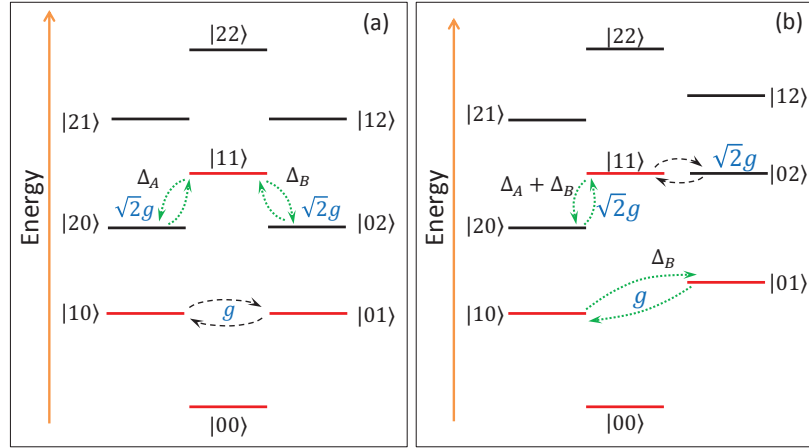 (a)
|22⟩
|21⟩
|12⟩
|11⟩
Δ_A
Δ_B
√2g
√2g
|20⟩
|02⟩
|10⟩
g
|01⟩
|00⟩
Energy
(b)
|22⟩
|12⟩
|21⟩
|11⟩
√2g
|02⟩
Δ_A + Δ_B
√2g
|20⟩
Δ_B
|01⟩
g
|10⟩
|00⟩
Energy